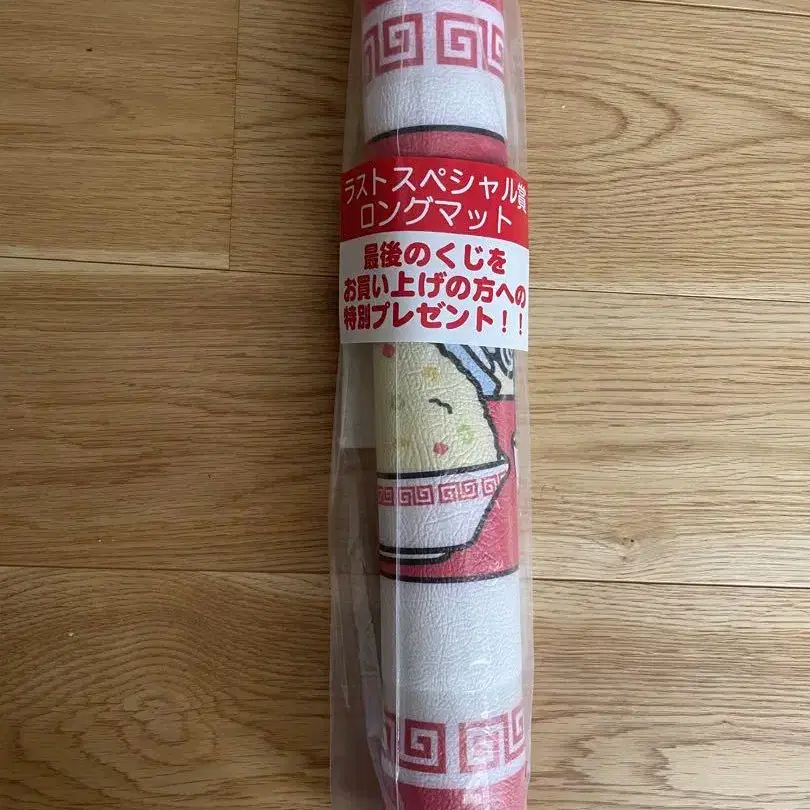 ラストスペシャル賞
ロングマット
最後のくじを
お買い上げの方への
特別プレゼント!!